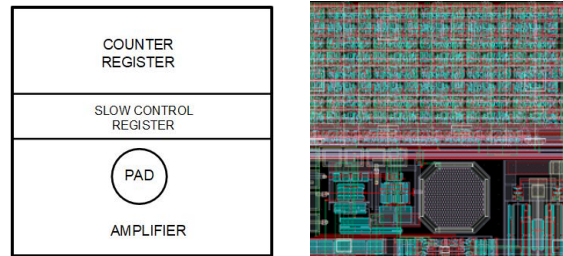 COUNTER
REGISTER
SLOW CONTROL
REGISTER
PAD
AMPLIFIER